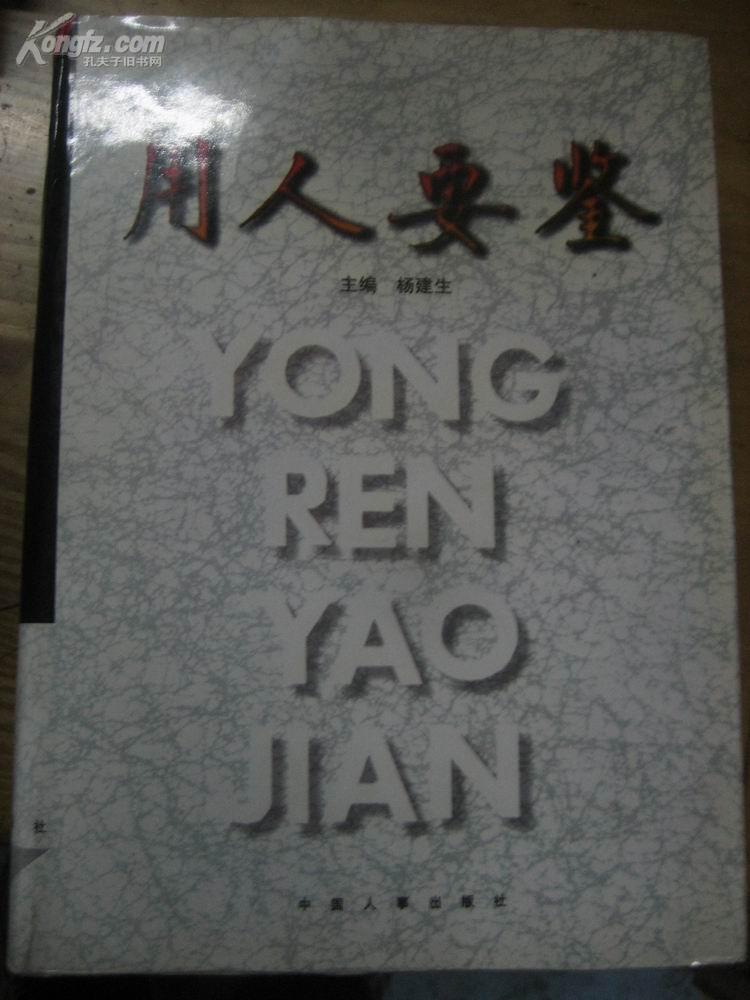 Kongfz.com
孔夫子旧书网
用人要鉴
主编 杨建生
YONG
REN
YAO
JIAN
社
中国人事出版社